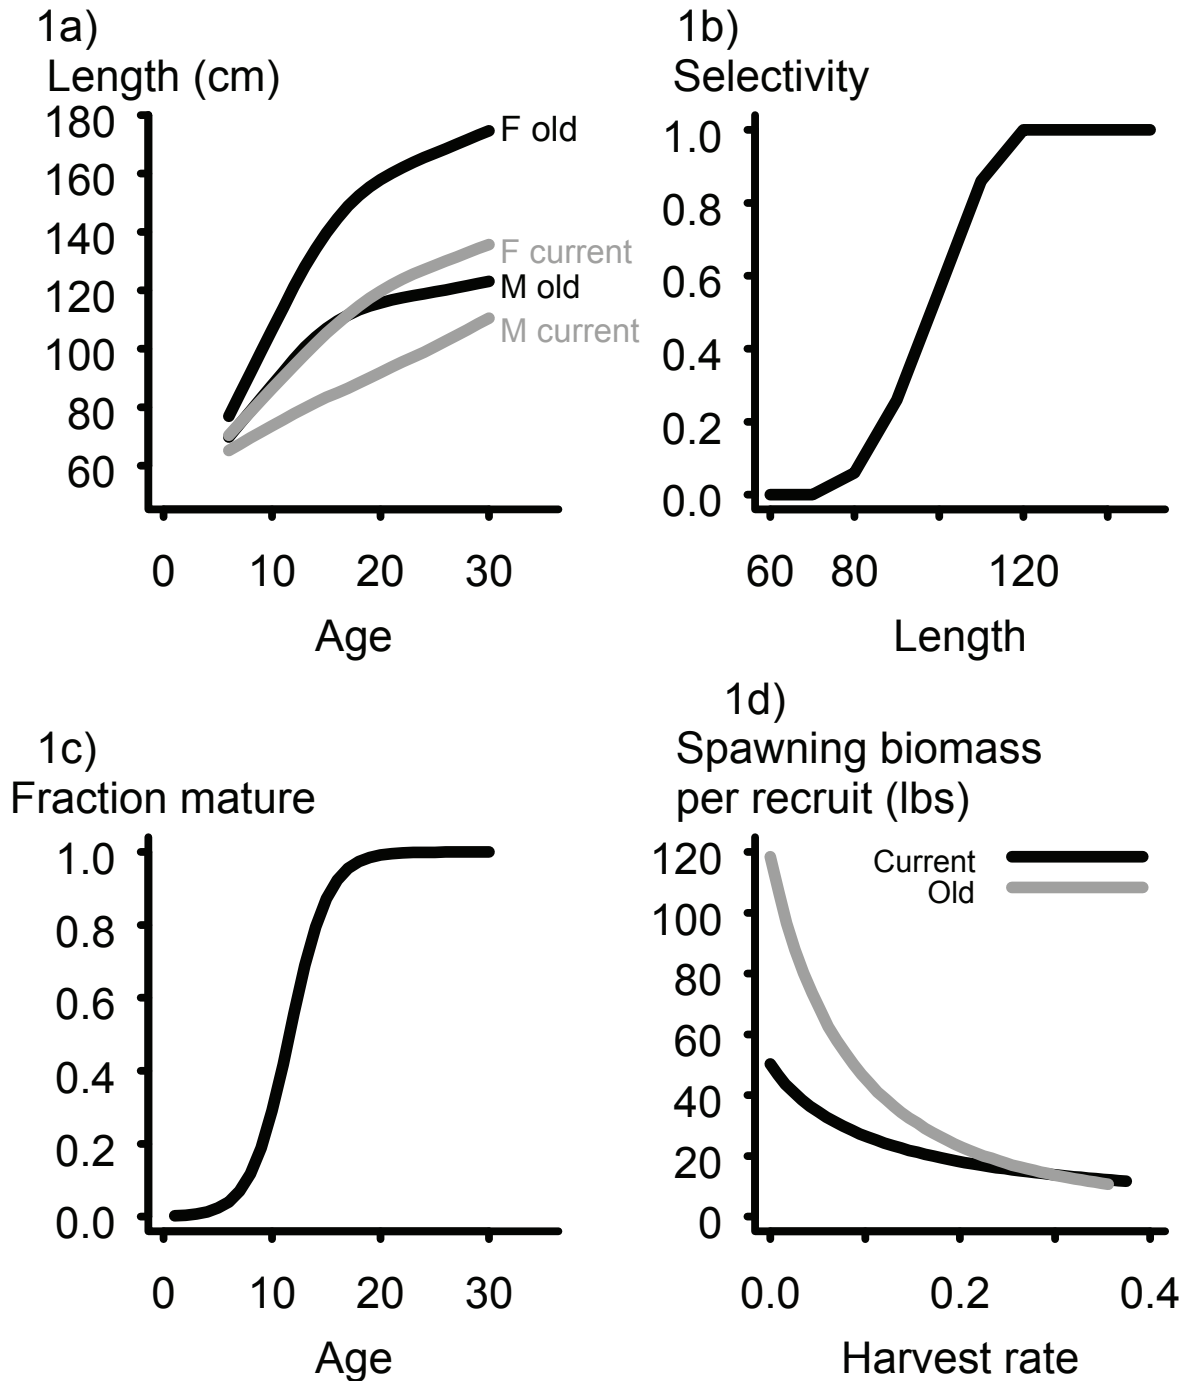 1a)
Length (cm)
180
160
140
120
100
80
60
F old
F current
M old
M current
0 10 20 30
Age
1b)
Selectivity
1.0
0.8
0.6
0.4
0.2
0.0
60 80 120
Length
1c)
Fraction mature
1.0
0.8
0.6
0.4
0.2
0.0
0 10 20 30
Age
1d)
Spawning biomass
per recruit (lbs)
120
100
80
60
40
20
0
Current
Old
0.0 0.2 0.4
Harvest rate